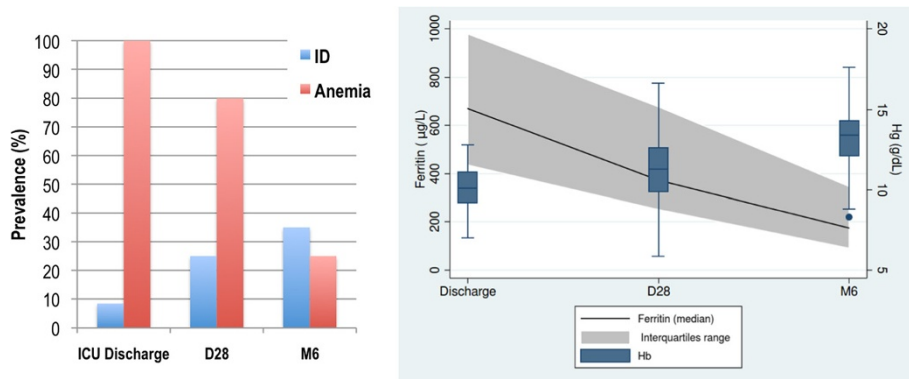 100
90
80
70
60
50
40
30
20
10
0
Prevalence (%)
ID
Anemia
ICU Discharge D28 M6
1000
800
600
400
200
0
Ferritin ( µg/L)
20
15
10
5
Hg (g/dL)
Discharge D28 M6
Ferritin (median)
Interquartiles range
Hb